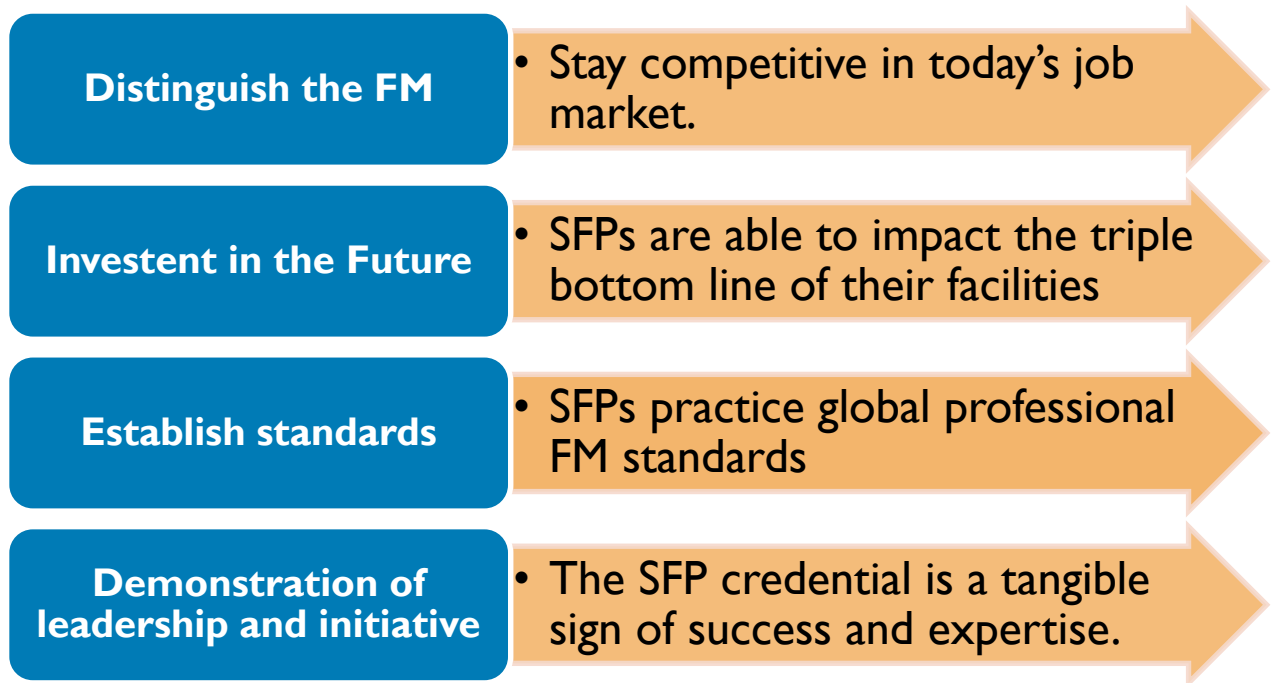 Distinguish the FM
• Stay competitive in today’s job
market.
Investent in the Future
• SFPs are able to impact the triple
bottom line of their facilities
Establish standards
• SFPs practice global professional
FM standards
Demonstration of
leadership and initiative
• The SFP credential is a tangible
sign of success and expertise.